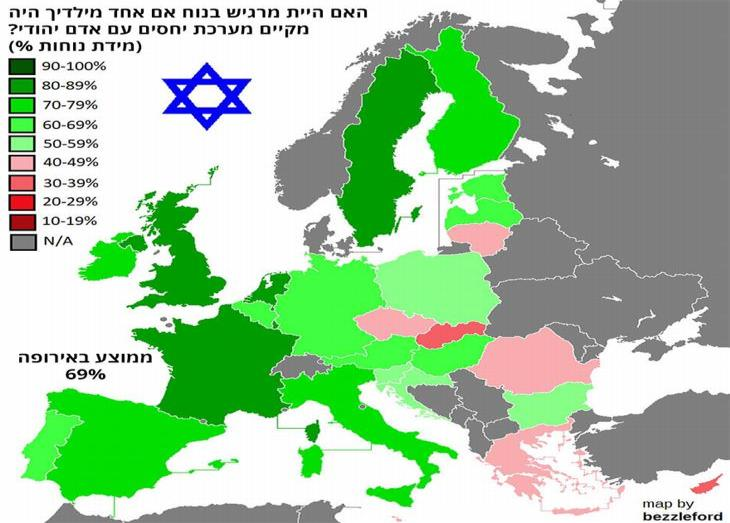 האם היית מרגיש בנוח אם אחד מילדיך היה
מקיים מערכת יחסים עם אדם יהודי?
(מידת נוחות %)
90-100%
80-89%
70-79%
60-69%
50-59%
40-49%
30-39%
20-29%
10-19%
N/A
ממוצע באירופה
69%
map by
bezzleford